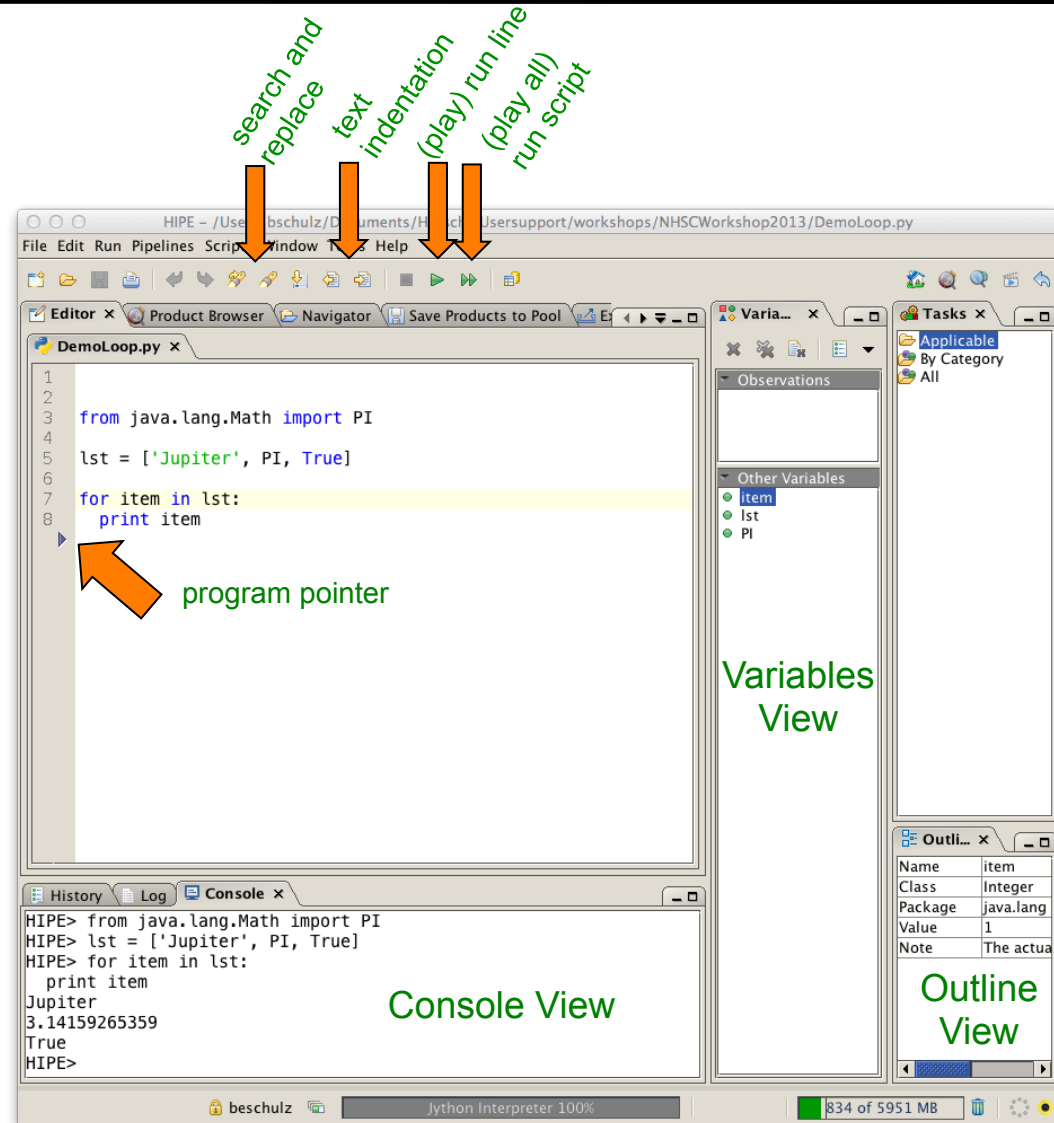 search and
replace
text
indentation
(play) run line
(play all)
run script
HIPE – /Use bschulz/D uments/H sch Usersupport/workshops/NHSCWorkshop2013/DemoLoop.py
File Edit Run Pipelines Scrip Window T s Help
Editor × Product Browser Navigator Save Products to Pool Ex
DemoLoop.py ×
1
2
3 from java.lang.Math import PI
4
5 lst = ['Jupiter', PI, True]
6
7 for item in lst:
8 print item
program pointer
Varia... ×
Observations
Other Variables
item
lst
PI
Variables
View
Tasks ×
Applicable
By Category
All
Outli... ×
Name item
Class Integer
Package java.lang
Value 1
Note The actua
Outline
View
History Log Console ×
HIPE> from java.lang.Math import PI
HIPE> lst = ['Jupiter', PI, True]
HIPE> for item in lst:
print item
Jupiter
3.14159265359
True
HIPE>
Console View
beschulz Jython Interpreter 100% 834 of 5951 MB